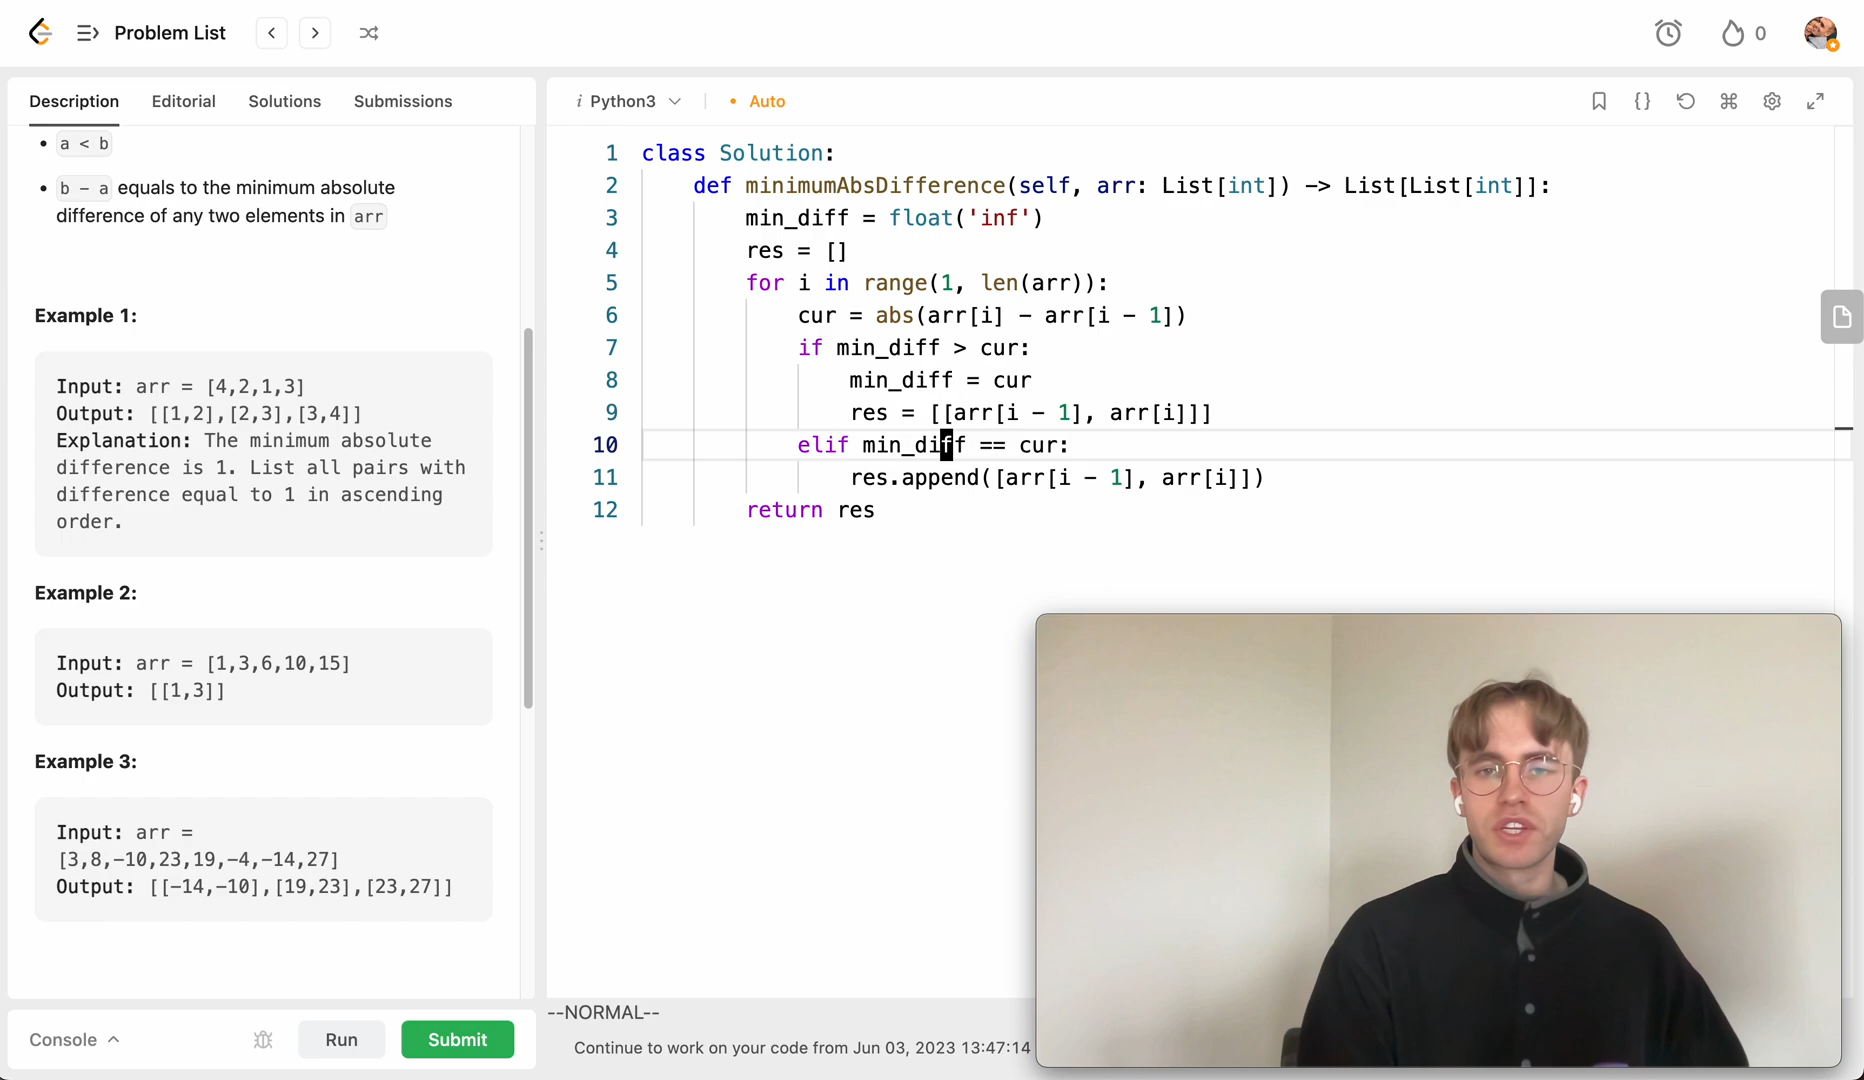 Problem List
0
Description Editorial Solutions Submissions
• a < b
• b - a equals to the minimum absolute
difference of any two elements in arr
Example 1:
Input: arr = [4,2,1,3]
Output: [[1,2],[2,3],[3,4]]
Explanation: The minimum absolute
difference is 1. List all pairs with
difference equal to 1 in ascending
order.
Example 2:
Input: arr = [1,3,6,10,15]
Output: [[1,3]]
Example 3:
Input: arr =
[3,8,-10,23,19,-4,-14,27]
Output: [[-14,-10],[19,23],[23,27]]
Console
Run
Submit
i Python3
• Auto
1 class Solution:
2 def minimumAbsDifference(self, arr: List[int]) -> List[List[int]]:
3 min_diff = float('inf')
4 res = []
5 for i in range(1, len(arr)):
6 cur = abs(arr[i] - arr[i - 1])
7 if min_diff > cur:
8 min_diff = cur
9 res = [[arr[i - 1], arr[i]]]
10 elif min_diff == cur:
11 res.append([arr[i - 1], arr[i]])
12 return res
--NORMAL--
Continue to work on your code from Jun 03, 2023 13:47:14